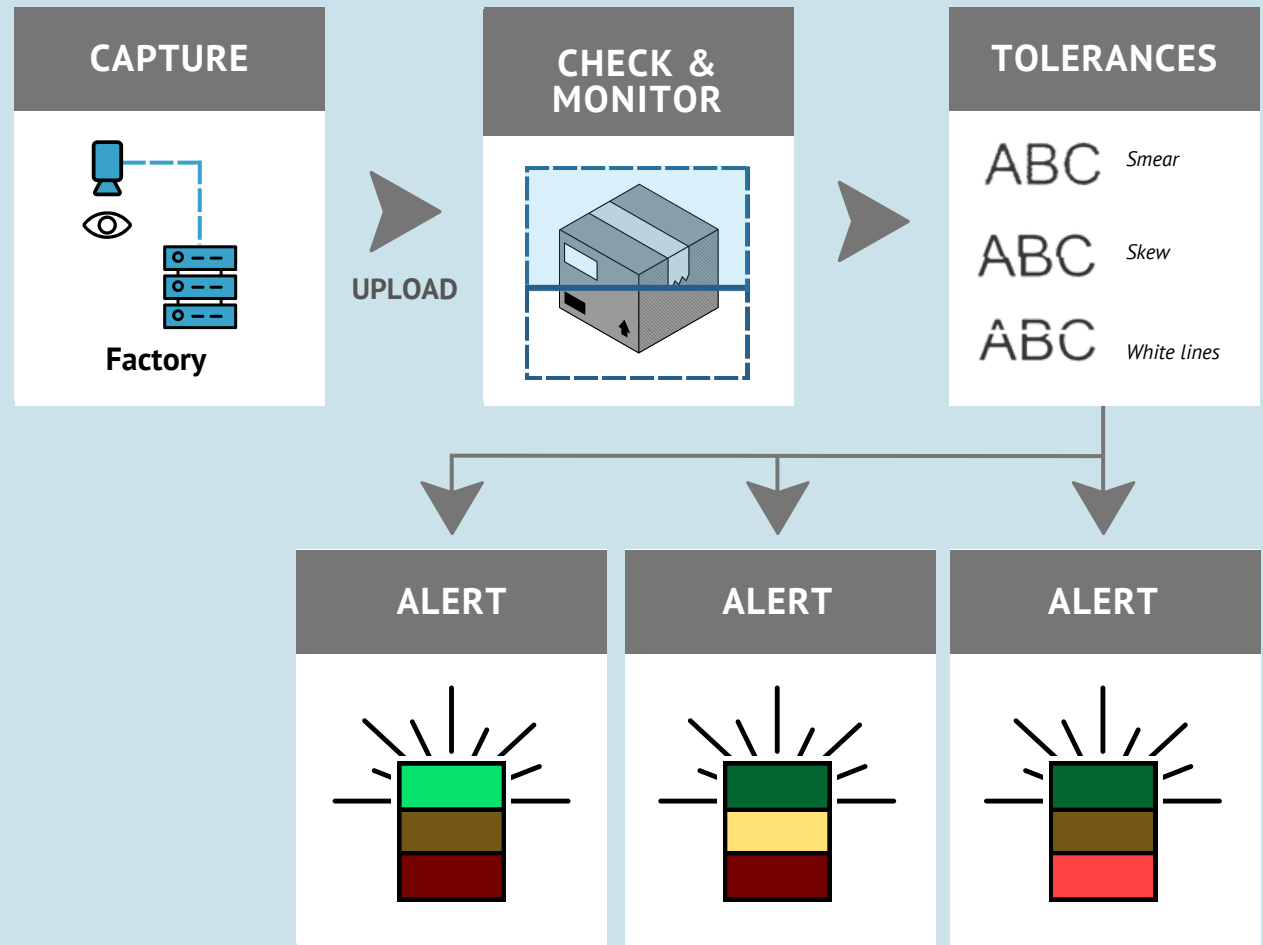 CAPTURE
CHECK &
MONITOR
TOLERANCES
Factory
UPLOAD
ABC Smear
ABC Skew
ABC White lines
ALERT
ALERT
ALERT